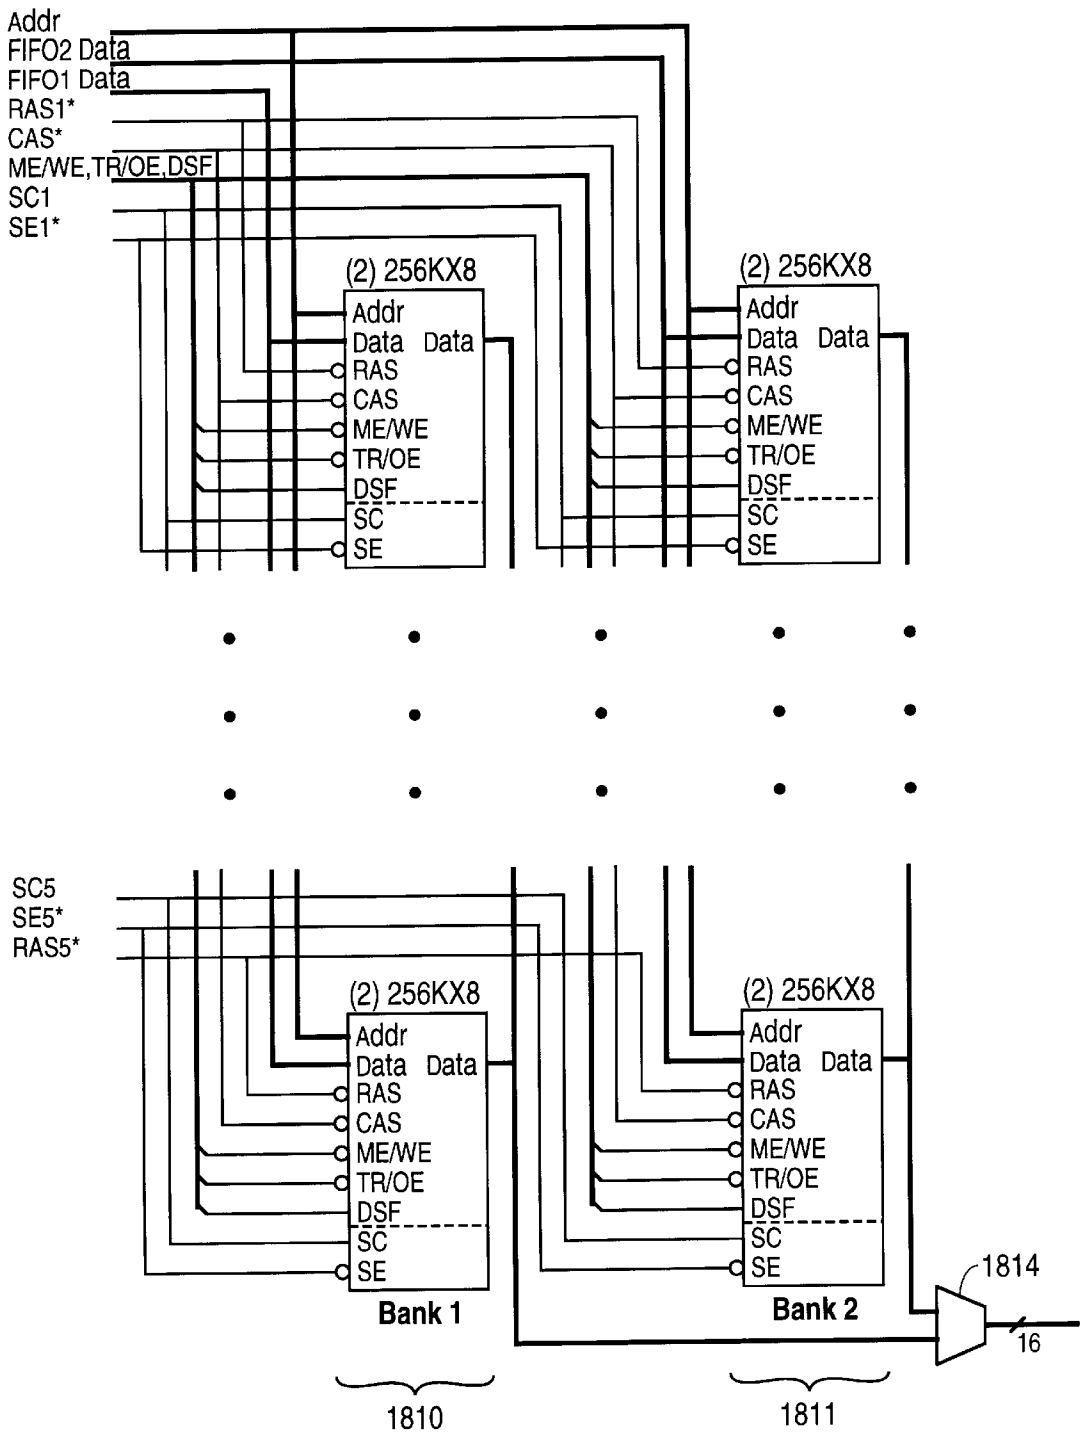 Addr
FIFO2 Data
FIFO1 Data
RAS1*
CAS*
ME/WE,TR/OE,DSF
SC1
SE1*
(2) 256KX8
Addr
Data Data
RAS
CAS
ME/WE
TR/OE
DSF
SC
SE
(2) 256KX8
Addr
Data Data
RAS
CAS
ME/WE
TR/OE
DSF
SC
SE
SC5
SE5*
RAS5*
(2) 256KX8
Addr
Data Data
RAS
CAS
ME/WE
TR/OE
DSF
SC
SE
Bank 1
(2) 256KX8
Addr
Data Data
RAS
CAS
ME/WE
TR/OE
DSF
SC
SE
Bank 2
1814
16
1810
1811